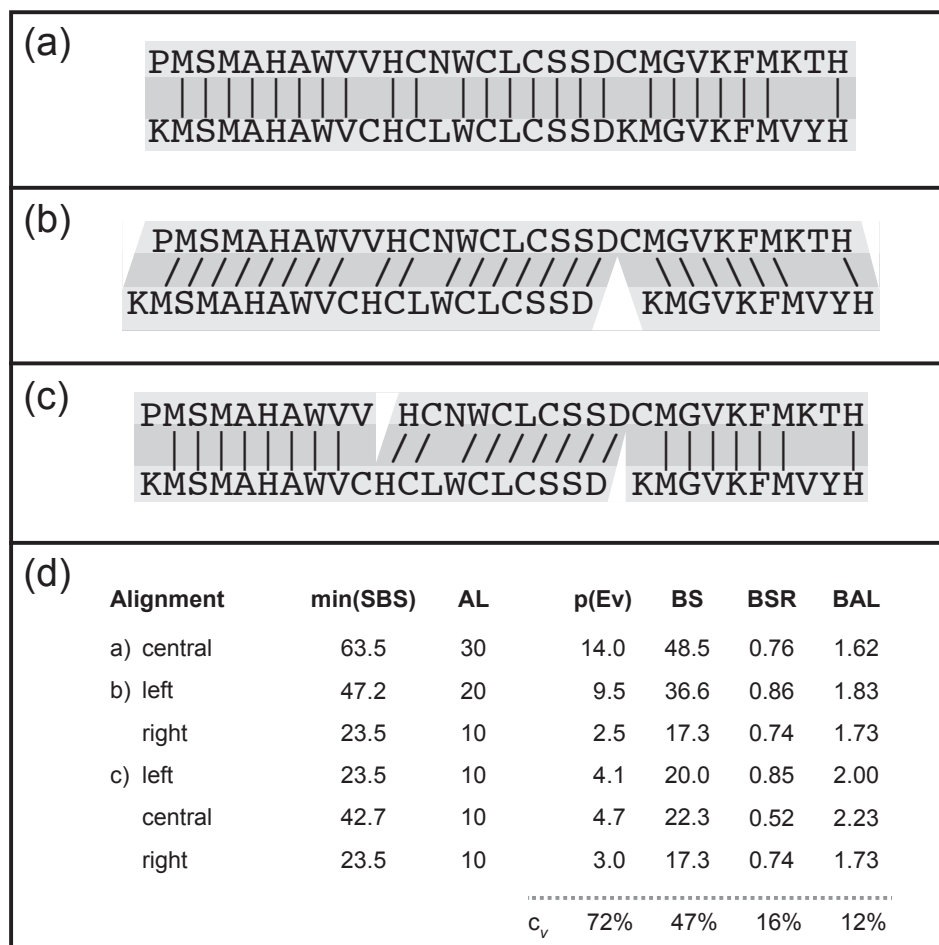 (a)
PMSMAHAWVVHCNWCLCSSDCMGVKFMKTH
KMSMAHAWVCHCLWCLCSSDKMGVKFMVYH
(b)
PMSMAHAWVVHCNWCLCSSDCMGVKFMKTH
KMSMAHAWVCHCLWCLCSSD KMGVKFMVYH
(c)
PMSMAHAWVV HCNWCLCSSDCMGVKFMKTH
KMSMAHAWVCHCLWCLCSSD KMGVKFMVYH
(d)
Alignment min(SBS) AL p(Ev) BS BSR BAL
a) central 63.5 30 14.0 48.5 0.76 1.62
b) left 47.2 20 9.5 36.6 0.86 1.83
right 23.5 10 2.5 17.3 0.74 1.73
c) left 23.5 10 4.1 20.0 0.85 2.00
central 42.7 10 4.7 22.3 0.52 2.23
right 23.5 10 3.0 17.3 0.74 1.73
cv 72% 47% 16% 12%